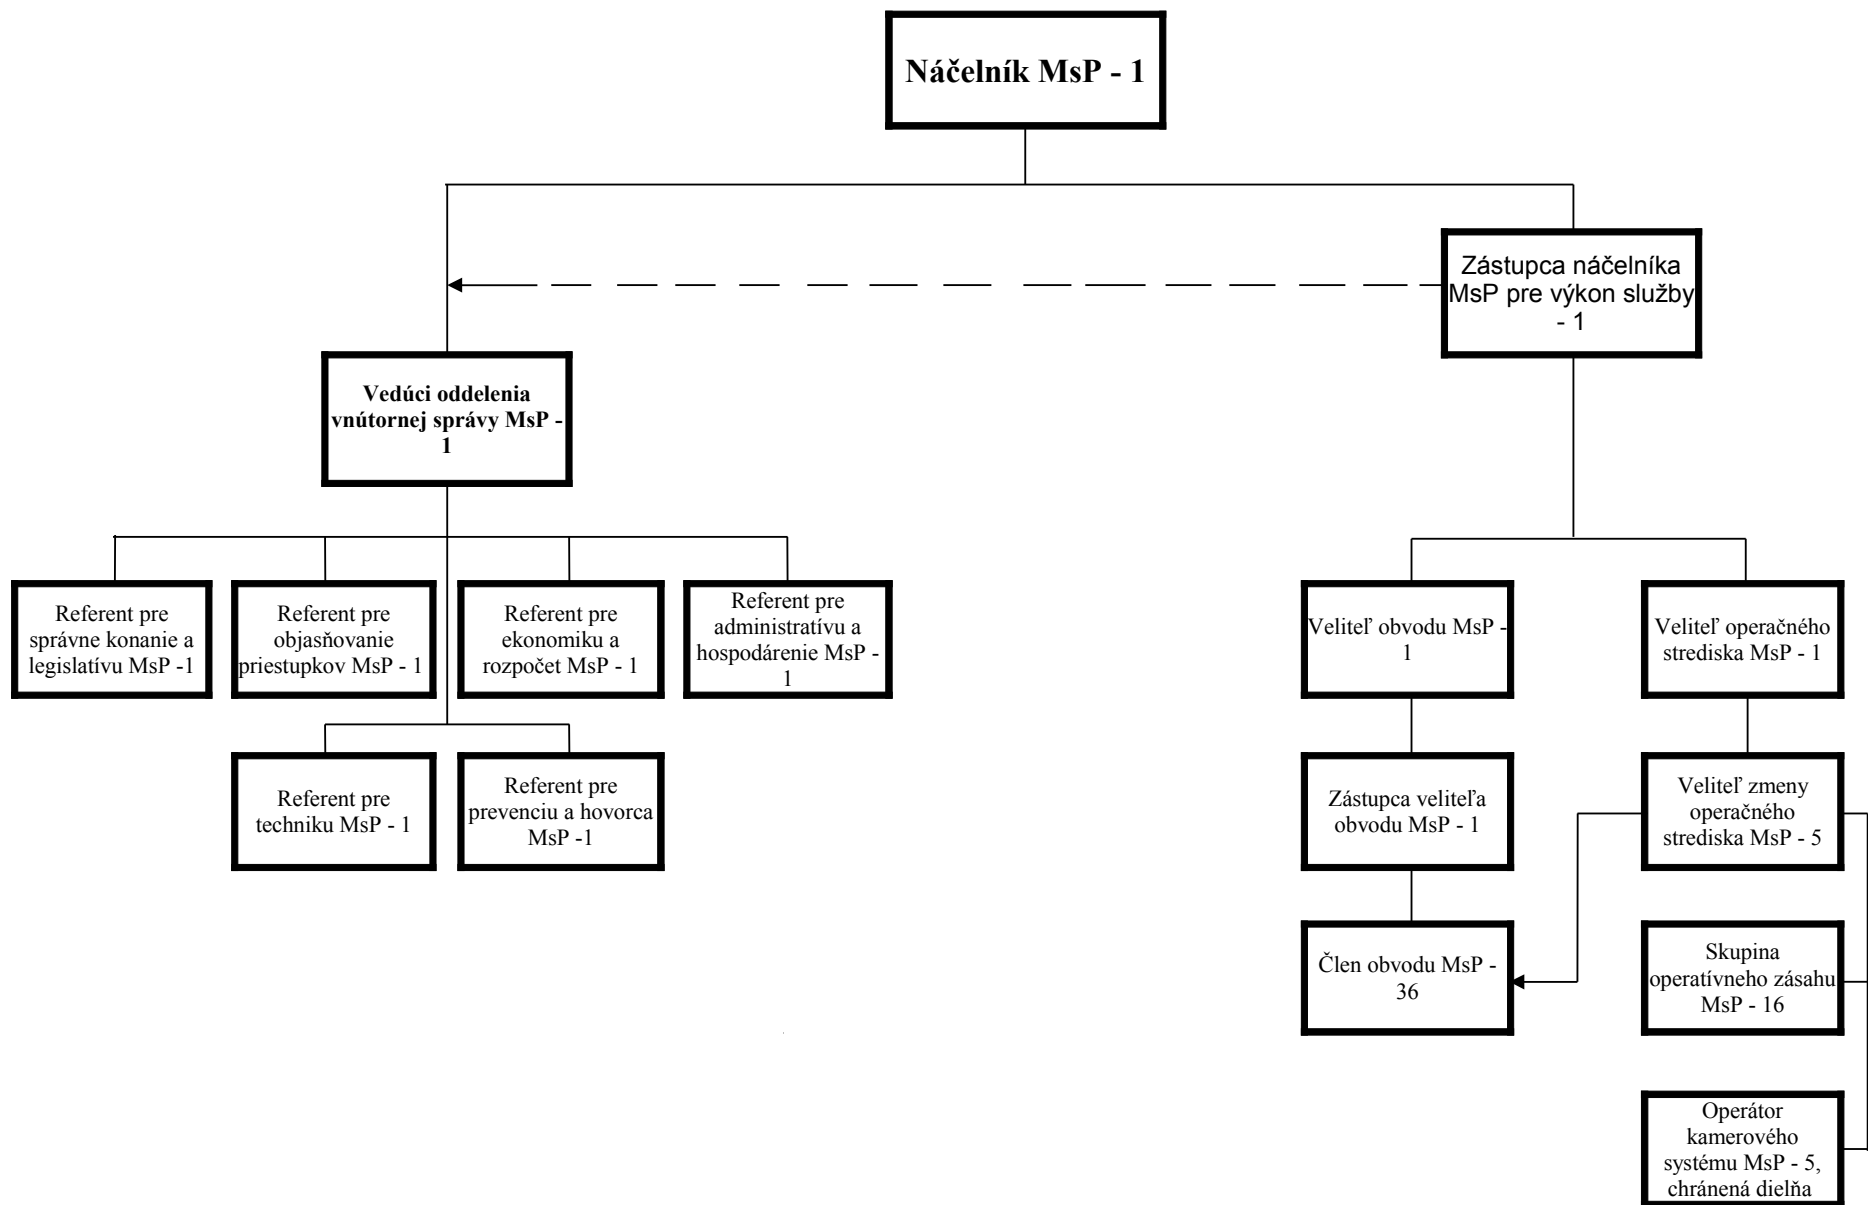 Náčelník MsP - 1
Zástupca náčelníka
MsP pre výkon služby
- 1
Vedúci oddelenia
vnútornej správy MsP -
1
Referent pre
správne konanie a
legislatívu MsP -1
Referent pre
objasňovanie
priestupkov MsP - 1
Referent pre
ekonomiku a
rozpočet MsP - 1
Referent pre
administratívu a
hospodárenie MsP -
1
Veliteľ obvodu MsP -
1
Veliteľ operačného
strediska MsP - 1
Referent pre
techniku MsP - 1
Referent pre
prevenciu a hovorca
MsP -1
Zástupca veliteľa
obvodu MsP - 1
Veliteľ zmeny
operačného
strediska MsP - 5
Člen obvodu MsP -
36
Skupina
operatívneho zásahu
MsP - 16
Operátor
kamerového
systému MsP - 5,
chránená dielňa